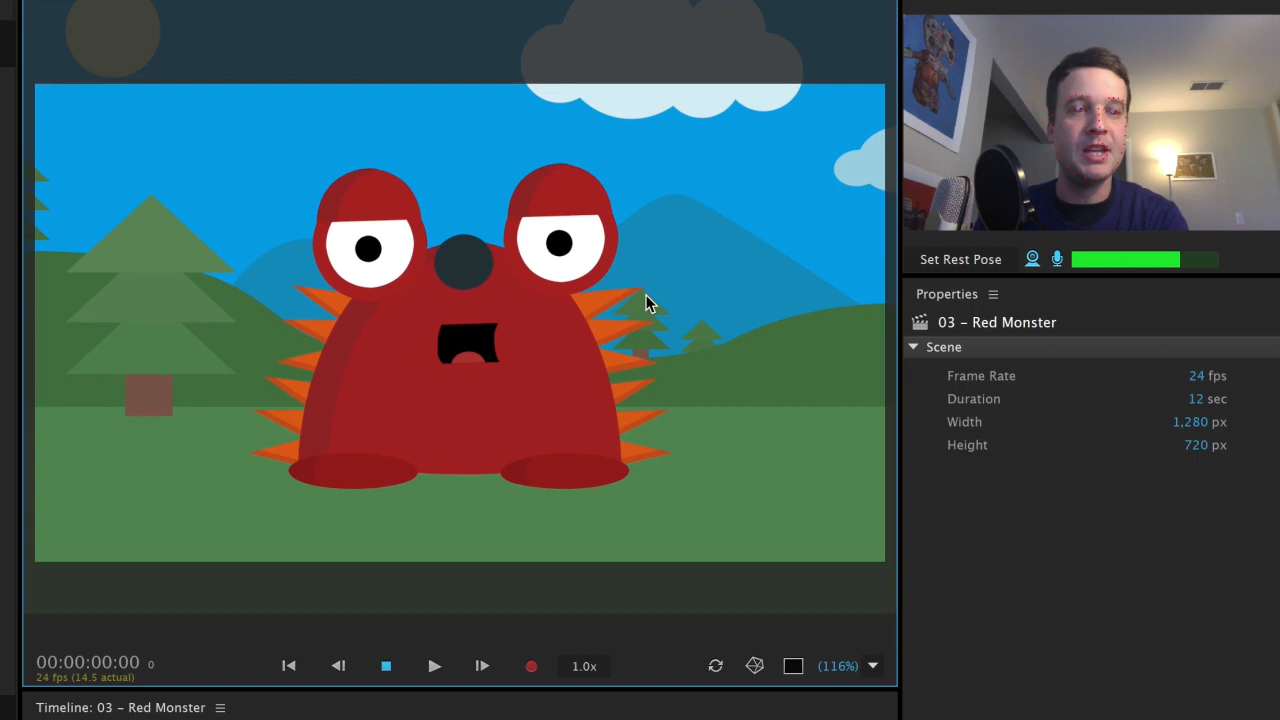 Set Rest Pose
Properties
03 – Red Monster
Scene
Frame Rate 24 fps
Duration 12 sec
Width 1,280 px
Height 720 px
00:00:00:00 0
24 fps (14.5 actual)
1.0x
(116%)
Timeline: 03 – Red Monster